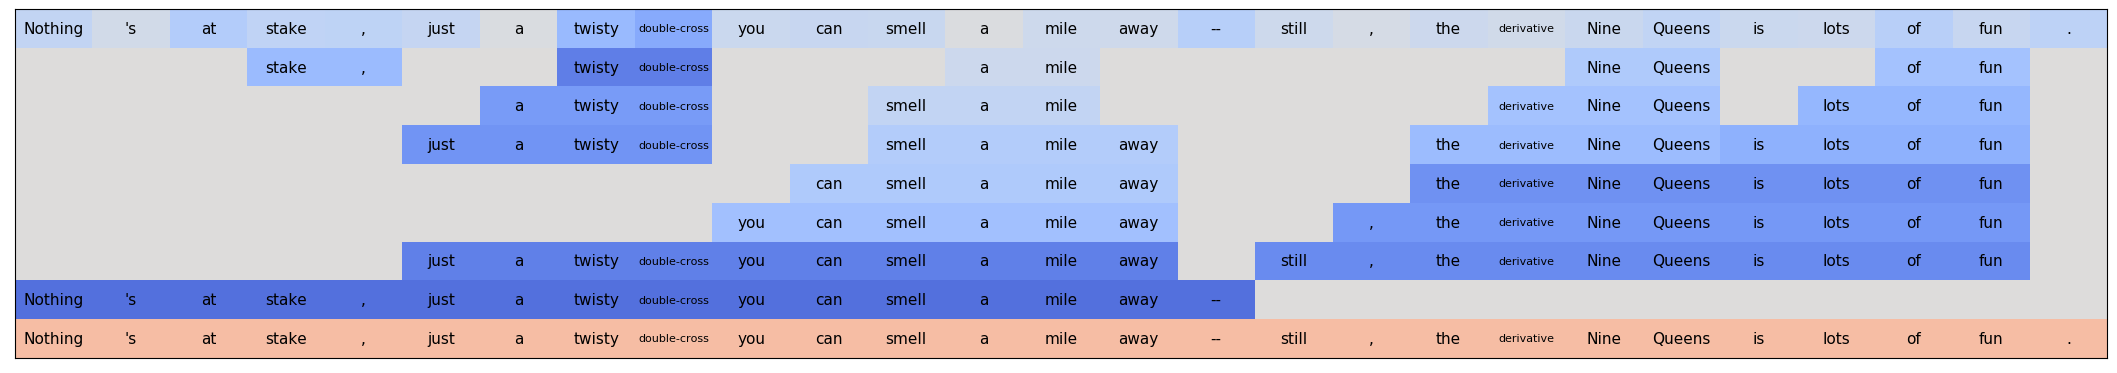 Nothing 's at stake , just a twisty double-cross you can smell a mile away -- still , the derivative Nine Queens is lots of fun .
stake , twisty double-cross a mile Nine Queens of fun
a twisty double-cross smell a mile derivative Nine Queens lots of fun
just a twisty double-cross smell a mile away the derivative Nine Queens is lots of fun
can smell a mile away the derivative Nine Queens is lots of fun
you can smell a mile away , the derivative Nine Queens is lots of fun
just a twisty double-cross you can smell a mile away still , the derivative Nine Queens is lots of fun
Nothing 's at stake , just a twisty double-cross you can smell a mile away --
Nothing 's at stake , just a twisty double-cross you can smell a mile away -- still , the derivative Nine Queens is lots of fun .